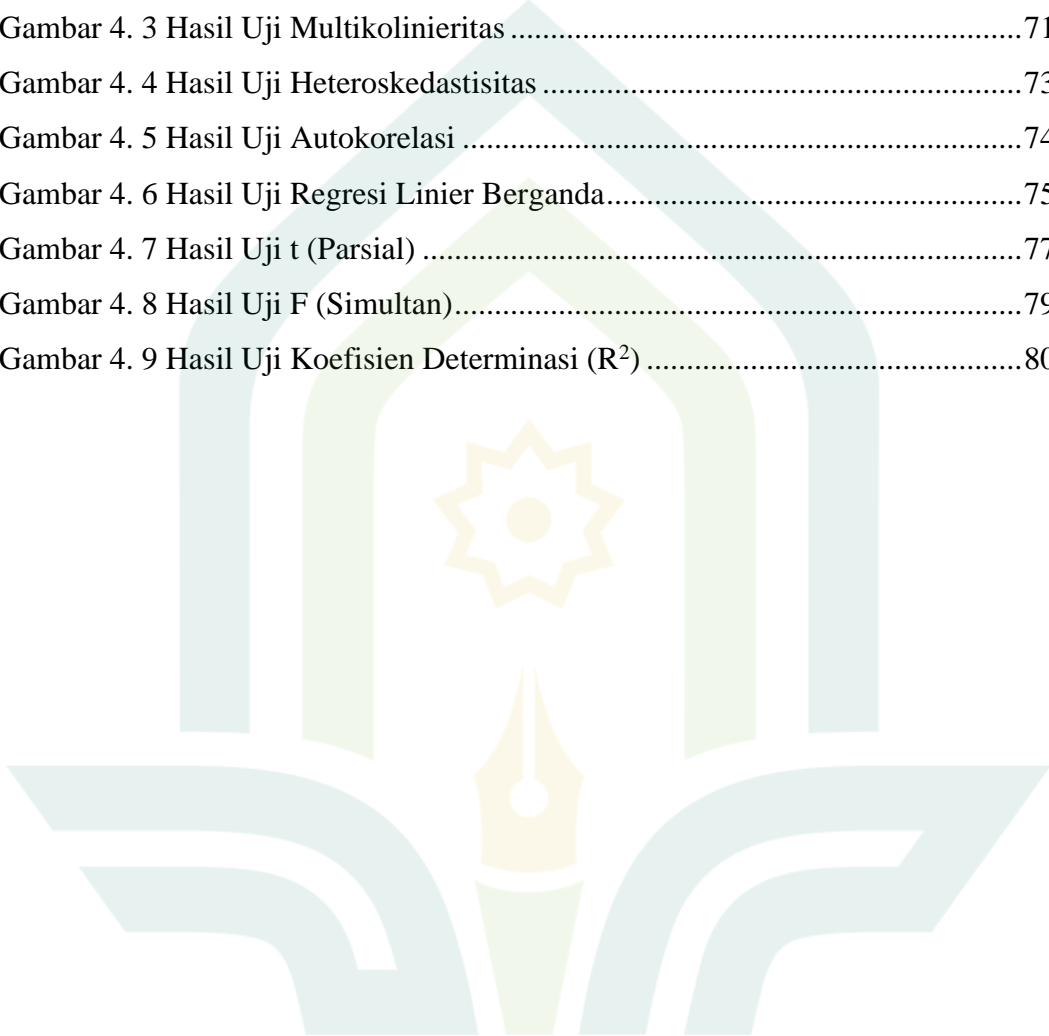 Gambar 4. 3 Hasil Uji Multikolinieritas ........................................................................71
Gambar 4. 4 Hasil Uji Heteroskedastisitas ....................................................................73
Gambar 4. 5 Hasil Uji Autokorelasi ...............................................................................74
Gambar 4. 6 Hasil Uji Regresi Linier Berganda............................................................75
Gambar 4. 7 Hasil Uji t (Parsial) ....................................................................................77
Gambar 4. 8 Hasil Uji F (Simultan)................................................................................79
Gambar 4. 9 Hasil Uji Koefisien Determinasi (R²) ......................................................80